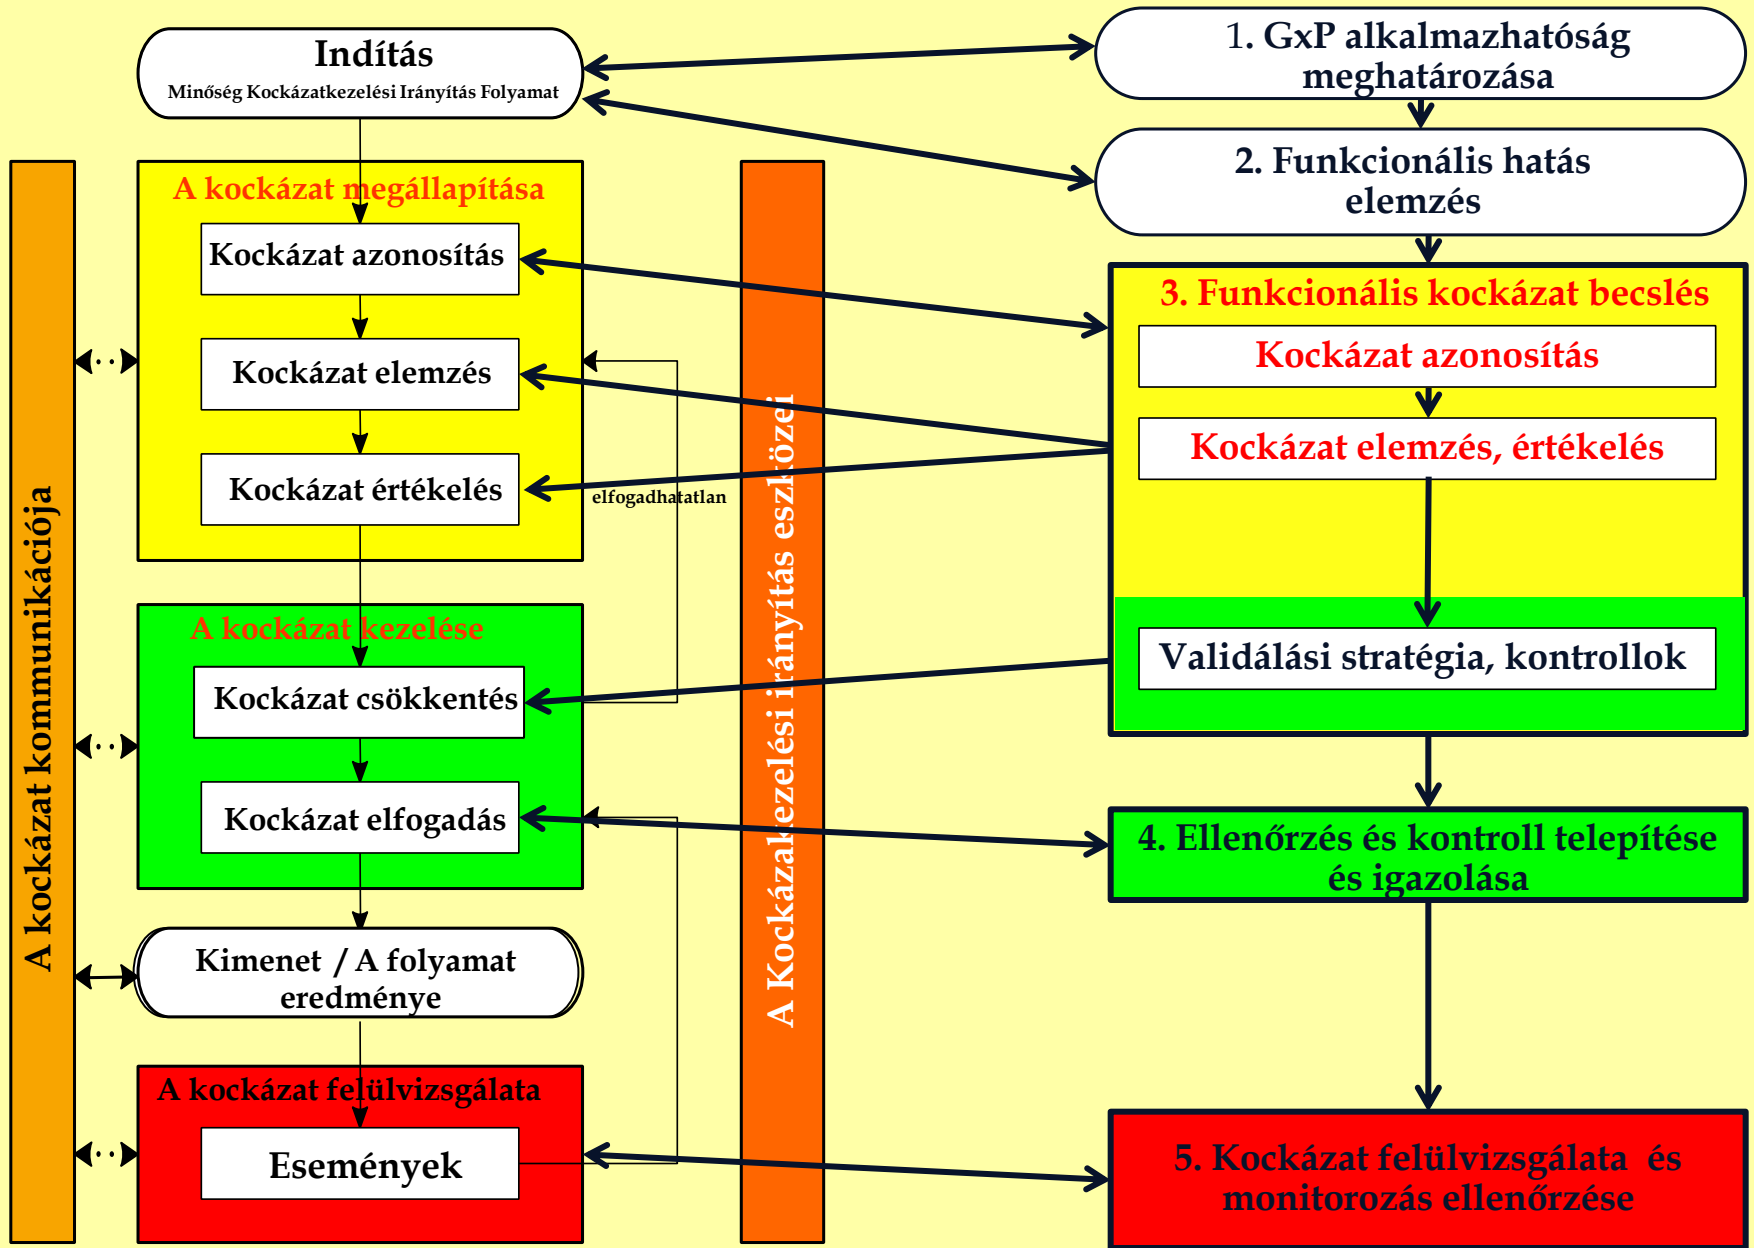 Indítás
Minőség Kockázatkezelési Irányítás Folyamat
A kockázat kommunikációja
A kockázat megállapítása
Kockázat azonosítás
Kockázat elemzés
Kockázat értékelés
elfogadhatatlan
A kockázat kezelése
Kockázat csökkentés
Kockázat elfogadás
Kimenet / A folyamat
eredménye
A kockázat felülvizsgálata
Események
A Kockázakezelési irányítás eszközei
1. GxP alkalmazhatóság
meghatározása
2. Funkcionális hatás
elemzés
3. Funkcionális kockázat becslés
Kockázat azonosítás
Kockázat elemzés, értékelés
Validálási stratégia, kontrollok
4. Ellenőrzés és kontroll telepítése
és igazolása
5. Kockázat felülvizsgálata és
monitorozás ellenőrzése